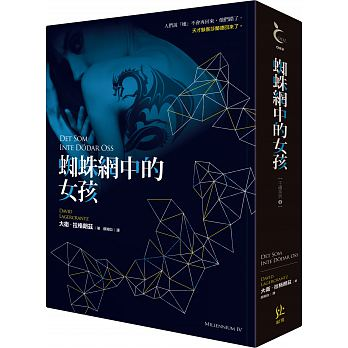 人們說「她」不會再回來，他們錯了。
天才駭客莎蘭德回來了。
DET SOM
INTE DÖDAR OSS
蜘蛛網中的
女孩
DAVID
LAGERCRANTZ
大衛·拉格朗茲 著
MILLENNIUM IV
蜘蛛網中的女孩
DET SOM
INTE DÖDAR OSS
DAVID
LAGERCRANTZ
大衛·拉格朗茲